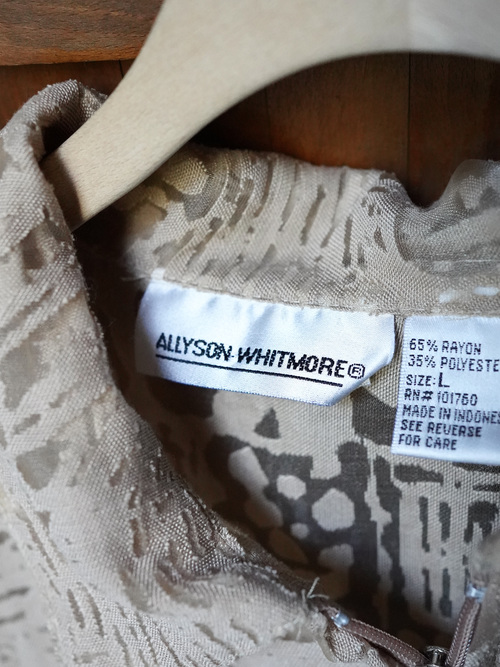 ALLYSON WHITMORE®
65% RAYON
35% POLYESTE
SIZE: L
RN# 101760
MADE IN INDONES
SEE REVERSE
FOR CARE